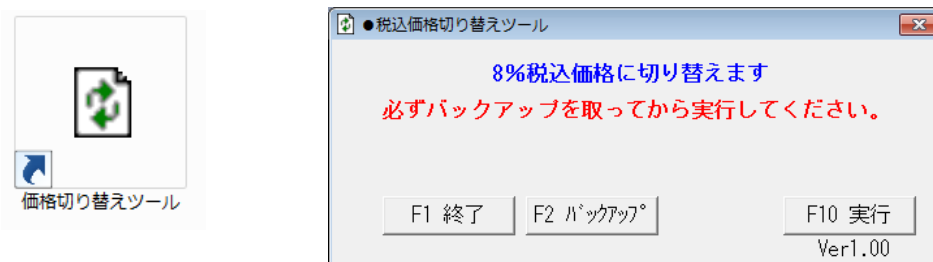 価格切り替えツール
●税込価格切り替えツール
8%税込価格に切り替えます
必ずバックアップを取ってから実行してください。
F1 終了
F2 ﾊﾞｯｸｱｯﾌﾟ
F10 実行
Ver1.00